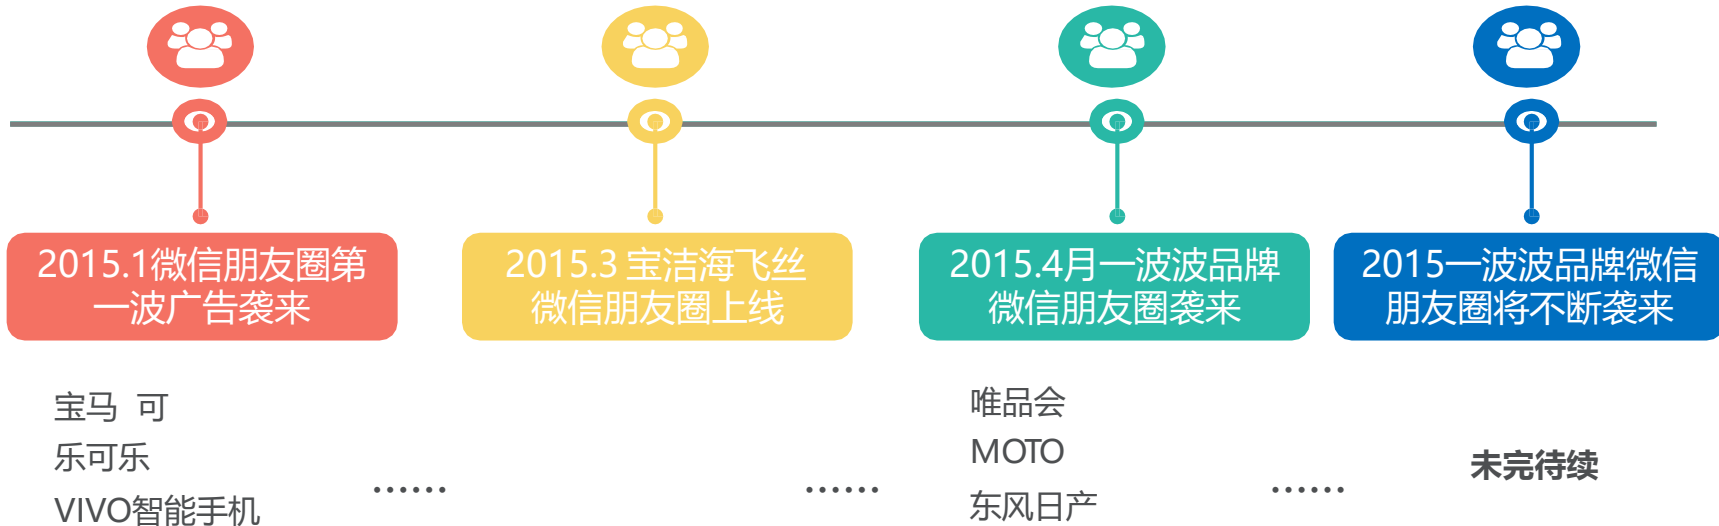 2015.1微信朋友圈第
一波广告袭来
2015.3 宝洁海飞丝
微信朋友圈上线
2015.4月一波波品牌
微信朋友圈袭来
2015一波波品牌微信
朋友圈将不断袭来
宝马 可
乐可乐
VIVO智能手机
……
……
唯品会
MOTO
东风日产
……
未完待续